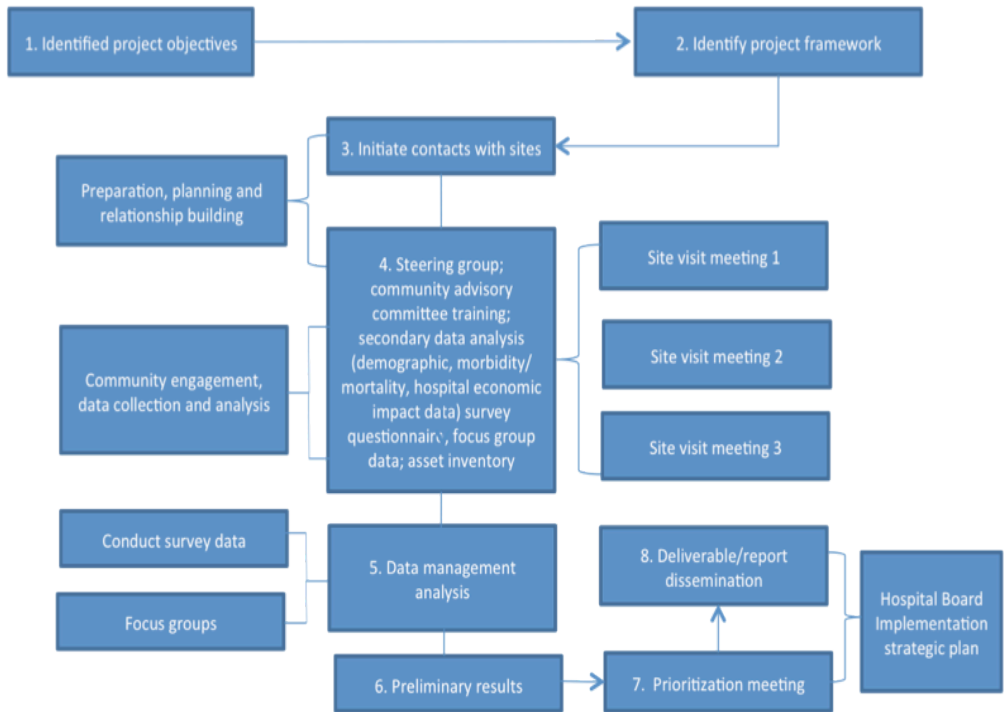 1. Identified project objectives
2. Identify project framework
3. Initiate contacts with sites
Preparation, planning and
relationship building
4. Steering group;
community advisory
committee training;
secondary data analysis
(demographic, morbidity/
mortality, hospital economic
impact data) survey
questionnaire, focus group
data; asset inventory
Site visit meeting 1
Site visit meeting 2
Site visit meeting 3
Community engagement,
data collection and analysis
Conduct survey data
Focus groups
5. Data management
analysis
6. Preliminary results
7. Prioritization meeting
8. Deliverable/report
dissemination
Hospital Board
Implementation
strategic plan